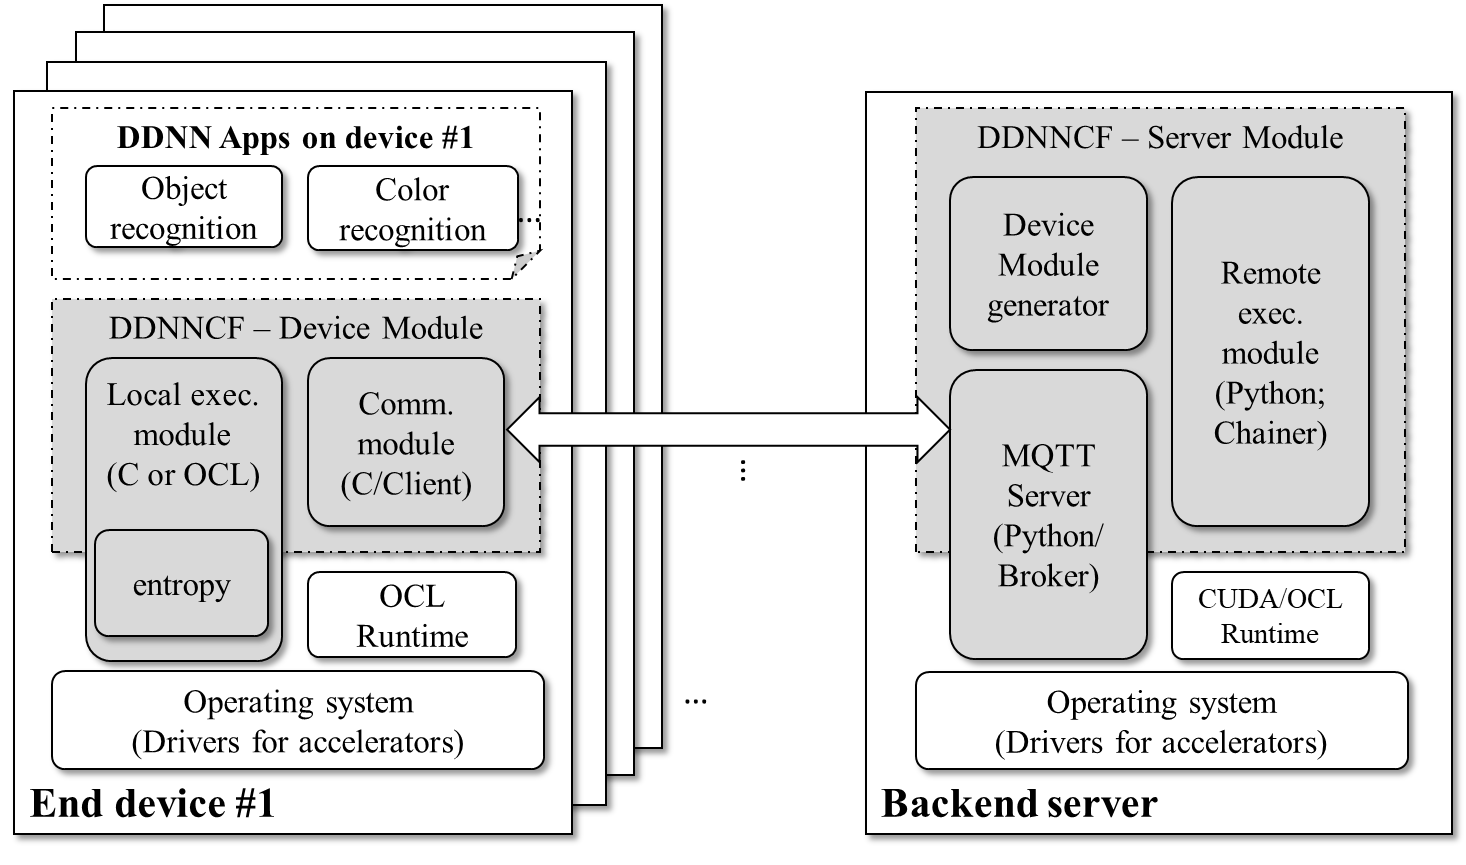 DDNN Apps on device #1
Object
recognition
Color
recognition
...
DDNNCF – Device Module
Local exec.
module
(C or OCL)
entropy
Comm.
module
(C/Client)
OCL
Runtime
Operating system
(Drivers for accelerators)
End device #1
...
...
DDNNCF – Server Module
Device
Module
generator
Remote
exec.
module
(Python;
Chainer)
MQTT
Server
(Python/
Broker)
CUDA/OCL
Runtime
Operating system
(Drivers for accelerators)
Backend server